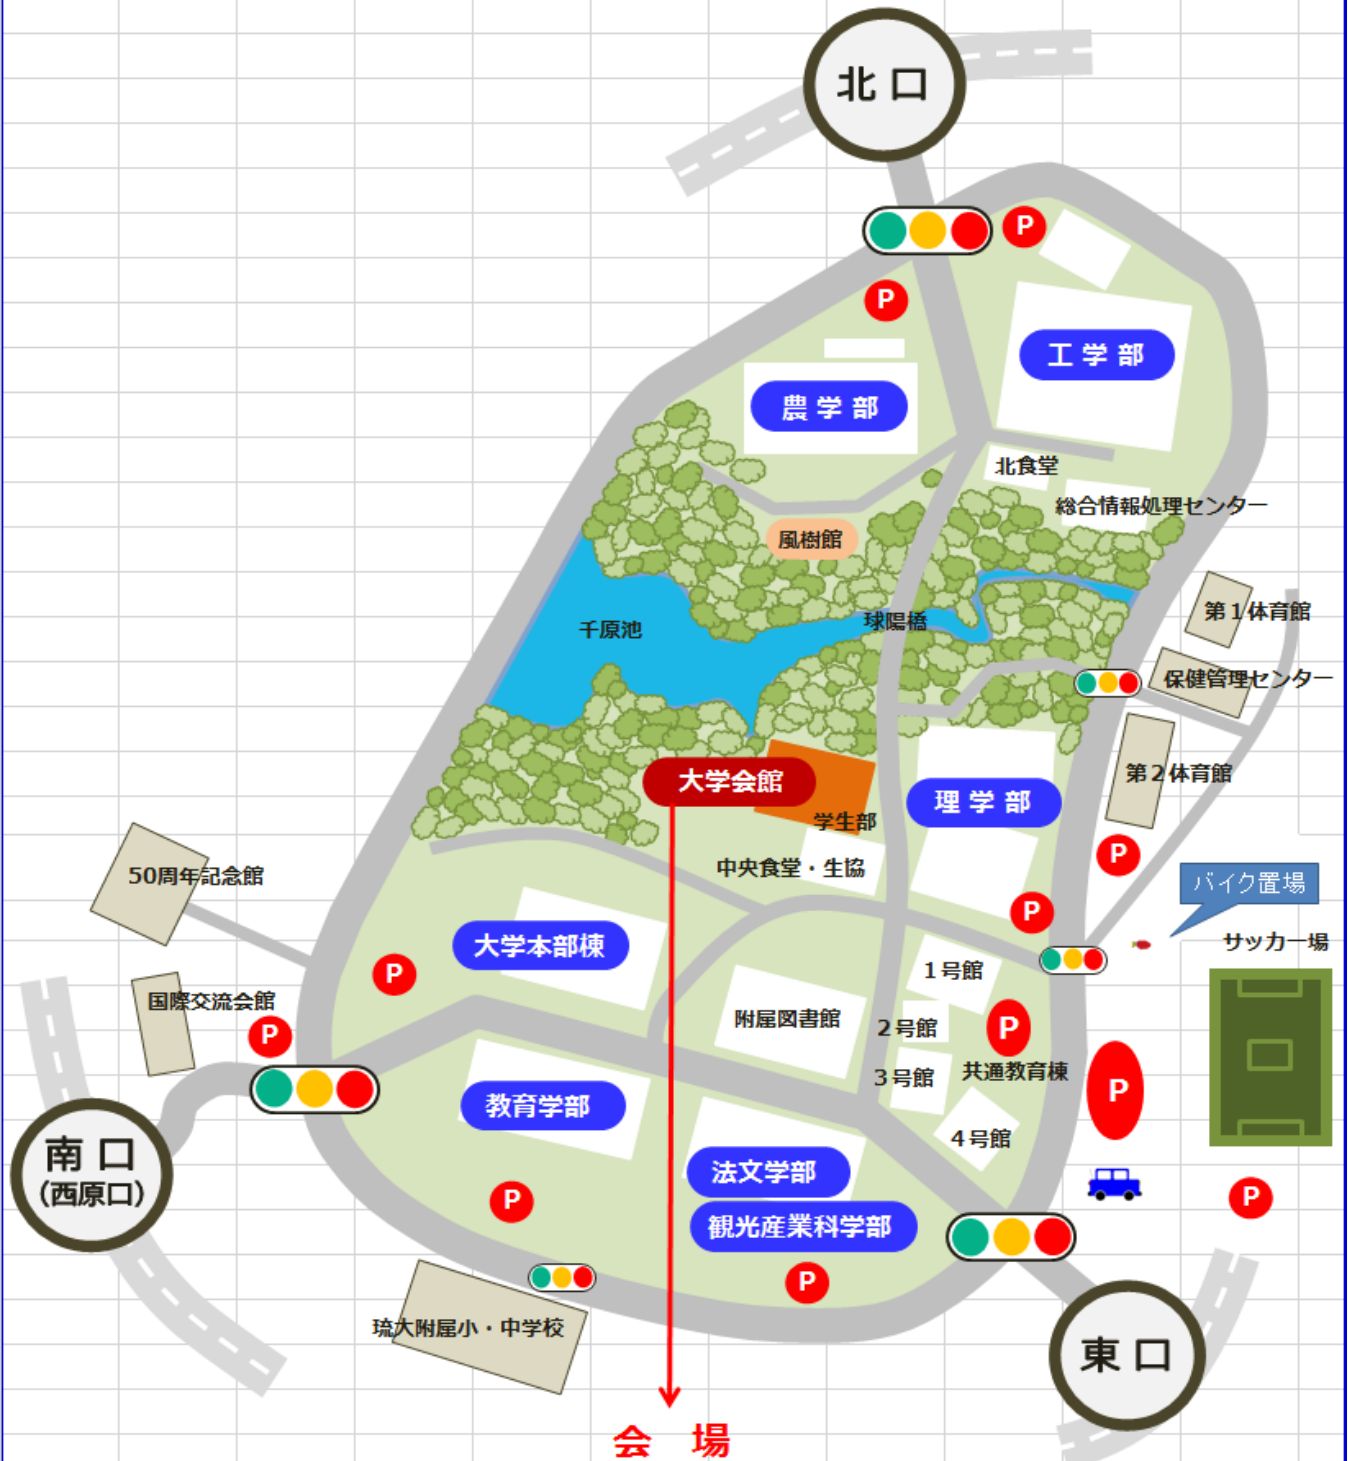 北 口
P
P
工 学 部
農 学 部
北食堂
総合情報処理センター
風樹館
第１体育館
球陽橋
千原池
保健管理センター
第２体育館
大学会館
理 学 部
学生部
中央食堂・生協
P
50周年記念館
バイク置場
P
サッカー場
大学本部棟
1号館
P
国際交流会館
附属図書館
2号館
P
P
共通教育棟
3号館
P
教育学部
4号館
南 口
(西原口)
法文学部
P
P
観光産業科学部
P
琉大附属小・中学校
東 口
会 場